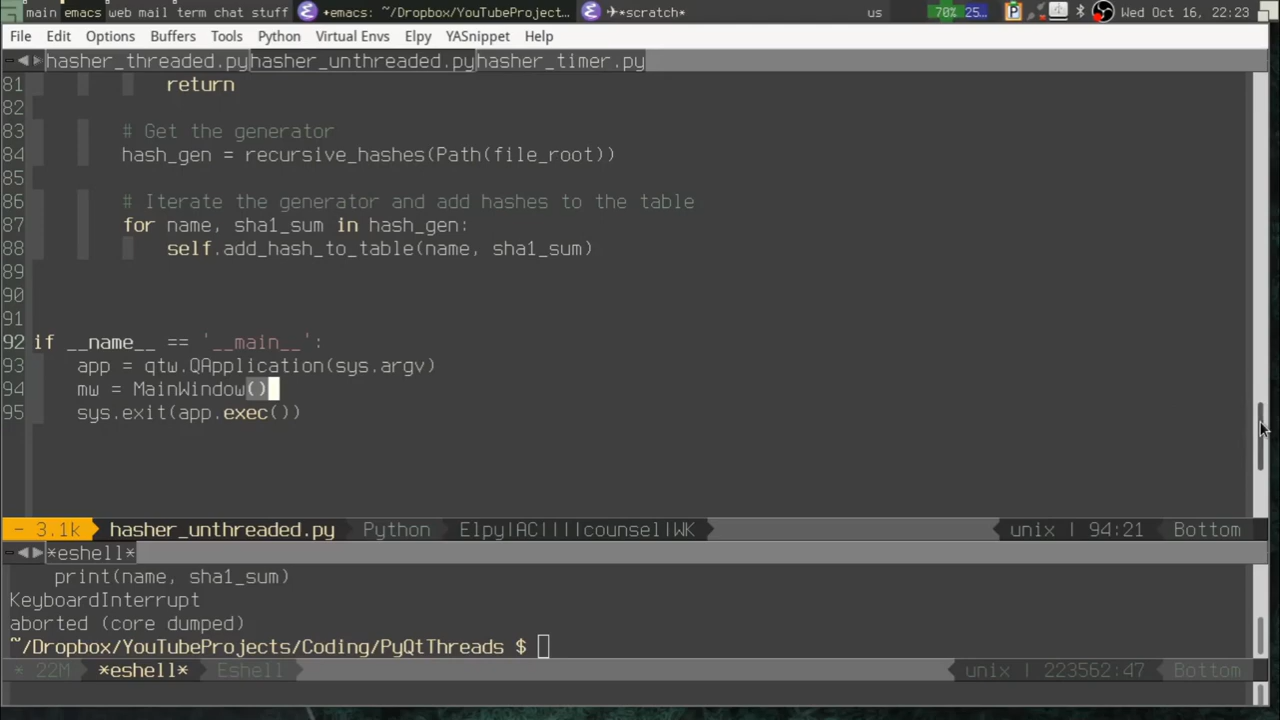 main emacs web mail term chat stuff +emacs: ~/Dropbox/YouTubeProject... ✈*scratch* us 70% 25... P Wed Oct 16, 22:23
File Edit Options Buffers Tools Python Virtual Envs Elpy YASnippet Help
hasher_threaded.py hasher_unthreaded.py hasher_timer.py
81 return
82
83 # Get the generator
84 hash_gen = recursive_hashes(Path(file_root))
85
86 # Iterate the generator and add hashes to the table
87 for name, sha1_sum in hash_gen:
88 self.add_hash_to_table(name, sha1_sum)
89
90
91
92 if __name__ == '__main__':
93 app = qtw.QApplication(sys.argv)
94 mw = MainWindow()
95 sys.exit(app.exec())
- 3.1k hasher_unthreaded.py Python Elpy|AC||||counsel|WK unix | 94:21 Bottom
*eshell*
print(name, sha1_sum)
KeyboardInterrupt
aborted (core dumped)
~/Dropbox/YouTubeProjects/Coding/PyQtThreads $
* 22M *eshell* Eshell unix | 223562:47 Bottom